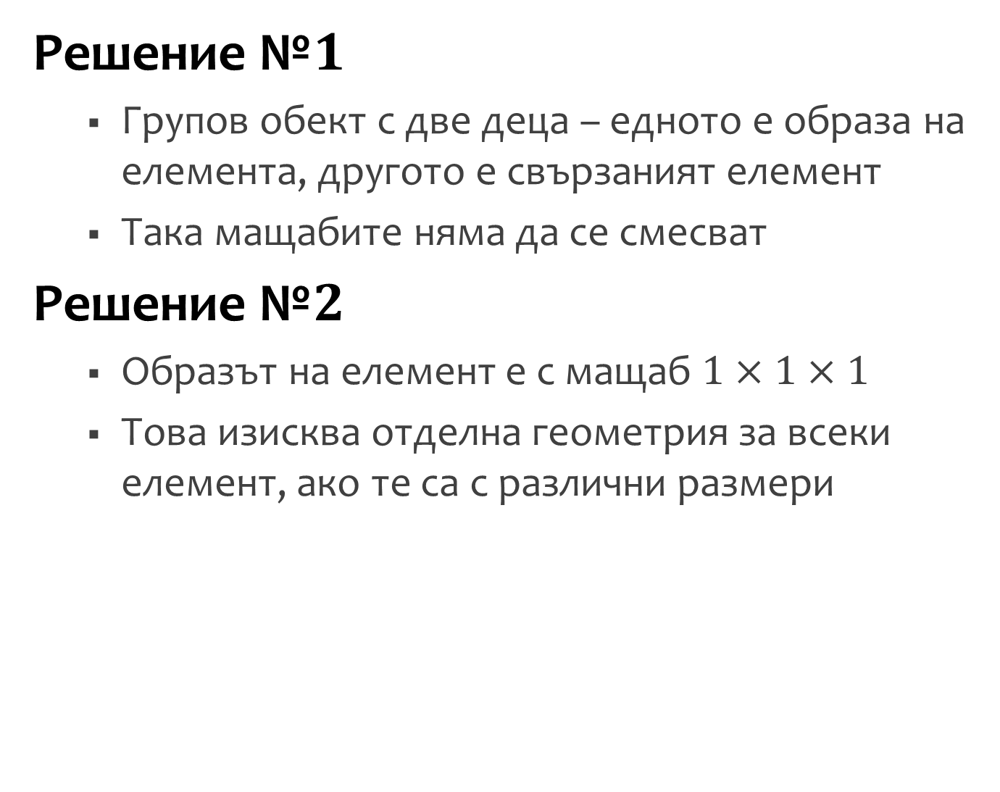 Решение №1
▪ Групов обект с две деца – едното е образа на
елемента, другото е свързаният елемент
▪ Така мащабите няма да се смесват
Решение №2
▪ Образът на елемент е с мащаб 1 × 1 × 1
▪ Това изисква отделна геометрия за всеки
елемент, ако те са с различни размери